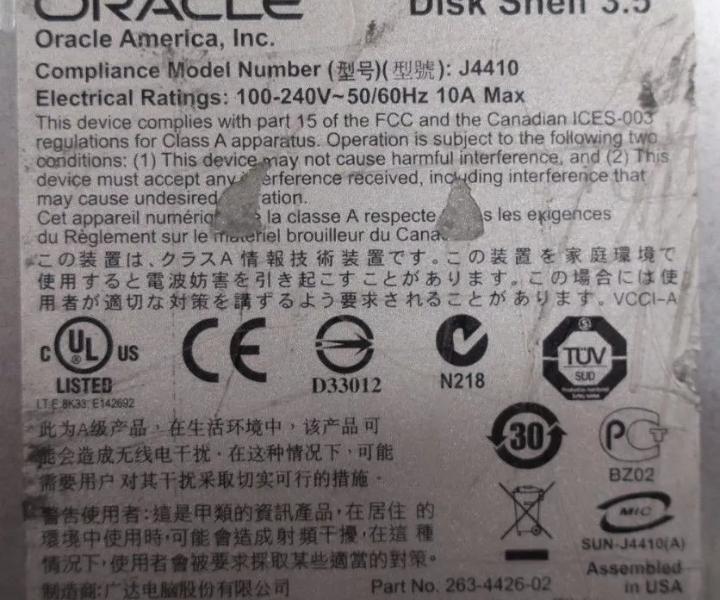 ORACLE Disk Shelf 3.5
Oracle America, Inc.
Compliance Model Number (型号)(型號): J4410
Electrical Ratings: 100-240V~50/60Hz 10A Max
This device complies with part 15 of the FCC and the Canadian ICES-003
regulations for Class A apparatus. Operation is subject to the following two
conditions: (1) This device may not cause harmful interference, and (2) This
device must accept any erference received, including interference that
may cause undesired ation.
Cet appareil numériq la classe A respecte s les exigences
du Règlement sur le matériel brouilleur du Cana
この装置は、クラスA情報技術装置です。この装置を家庭環境で
使用すると電波妨害を引き起こすことがあります。この場合には使
用者が適切な対策を講ずるよう要求されることがあります。VCCI-A
C UL US CE TÜV
SÜD
LISTED D33012 N218
I.T.E. 8K33 E142692
此为A级产品，在生活环境中，该产品可
能会造成无线电干扰。在这种情况下，可能
需要用户对其干扰采取切实可行的措施。
30 PCT
BZ02
警告使用者:這是甲類的資訊產品,在居住的
環境中使用時,可能會造成射頻干擾,在這種
情況下,使用者會被要求採取某些適當的對策。
MIC
SUN-J4410(A)
制造商:广达电脑股份有限公司 Part No. 263-4426-02
Assembled
in USA